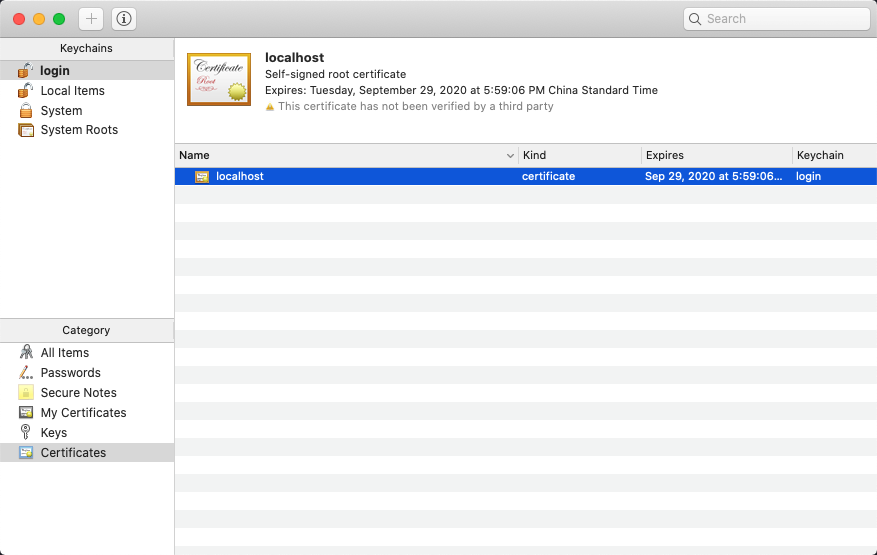 Search
Keychains
login
Local Items
System
System Roots
Certificate
Root
localhost
Self-signed root certificate
Expires: Tuesday, September 29, 2020 at 5:59:06 PM China Standard Time
This certificate has not been verified by a third party
Name Kind Expires Keychain
localhost certificate Sep 29, 2020 at 5:59:06... login
Category
All Items
Passwords
Secure Notes
My Certificates
Keys
Certificates